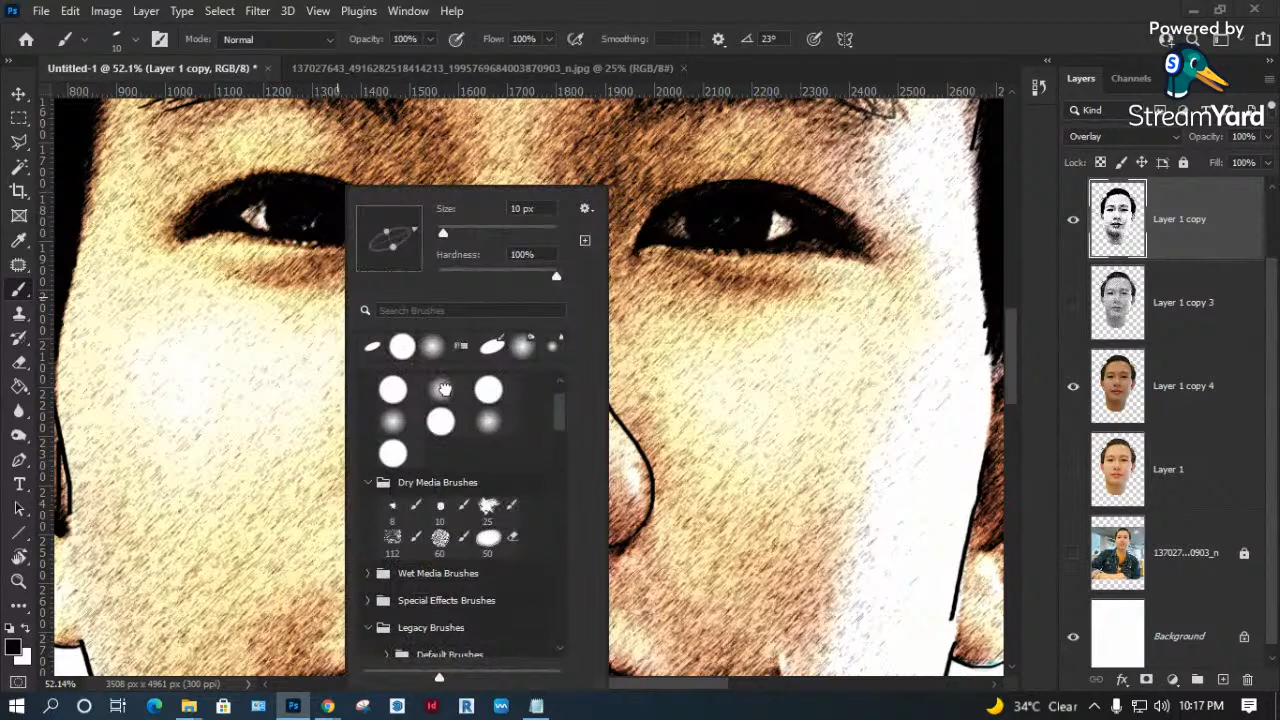 Ps File Edit Image Layer Type Select Filter 3D View Plugins Window Help
Powered by
StreamYard
10 Mode: Normal Opacity: 100% Flow: 100% Smoothing: 23°
Untitled-1 @ 52.1% (Layer 1 copy, RGB/8) * ×
800 900 1000 1100 1200 1300 1400 1500 1600 1700 1800 1900 2000 2100 2200 2300 2400 2500 2600
Layers Channels
Kind
Overlay Opacity: 100%
Lock: Fill: 100%
Size: 10 px
Hardness: 100%
Search Brushes
Dry Media Brushes
8 10 25
112 60 50
Wet Media Brushes
Special Effects Brushes
Legacy Brushes
Default Brushes
Layer 1 copy
Layer 1 copy 3
Layer 1 copy 4
Layer 1
137027...0903_n
Background
52.14% 3508 px x 4961 px (300 ppi)
34°C Clear 10:17 PM